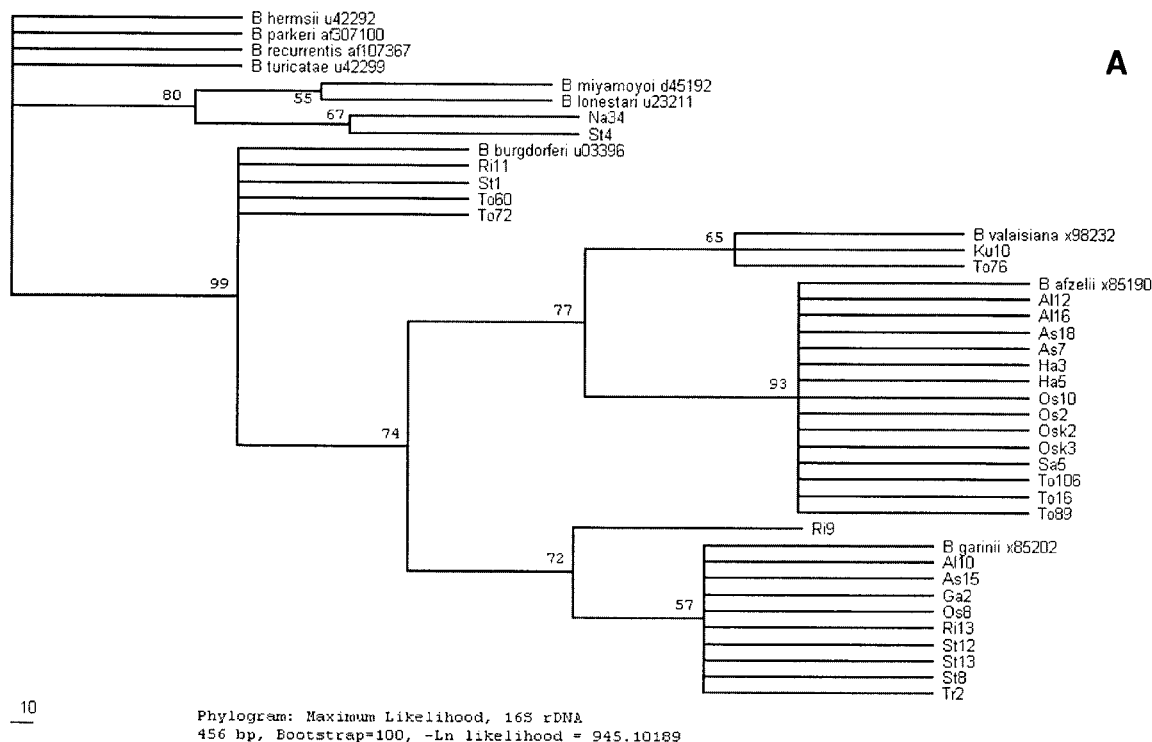 A
B hermsii u42292
B parkeri af307100
B recurrentis af107367
B turicatae u42299
80
55
B miyamoyoi d45192
B lonestari u23211
67
Na34
St4
B burgdorferi u03396
Ri11
St1
To60
To72
99
65
B valaisiana x98232
Ku10
To76
77
B afzelii x85190
Al12
Al16
As18
As7
Ha3
Ha5
93
Os10
Os2
Osk2
Osk3
Sa5
To106
To16
To89
74
72
Ri9
B garinii x85202
Al10
As15
Ga2
Os8
57
Ri13
St12
St13
St8
Tr2
10
Phylogram: Maximum Likelihood, 16S rDNA
456 bp, Bootstrap=100, -Ln likelihood = 945.10189